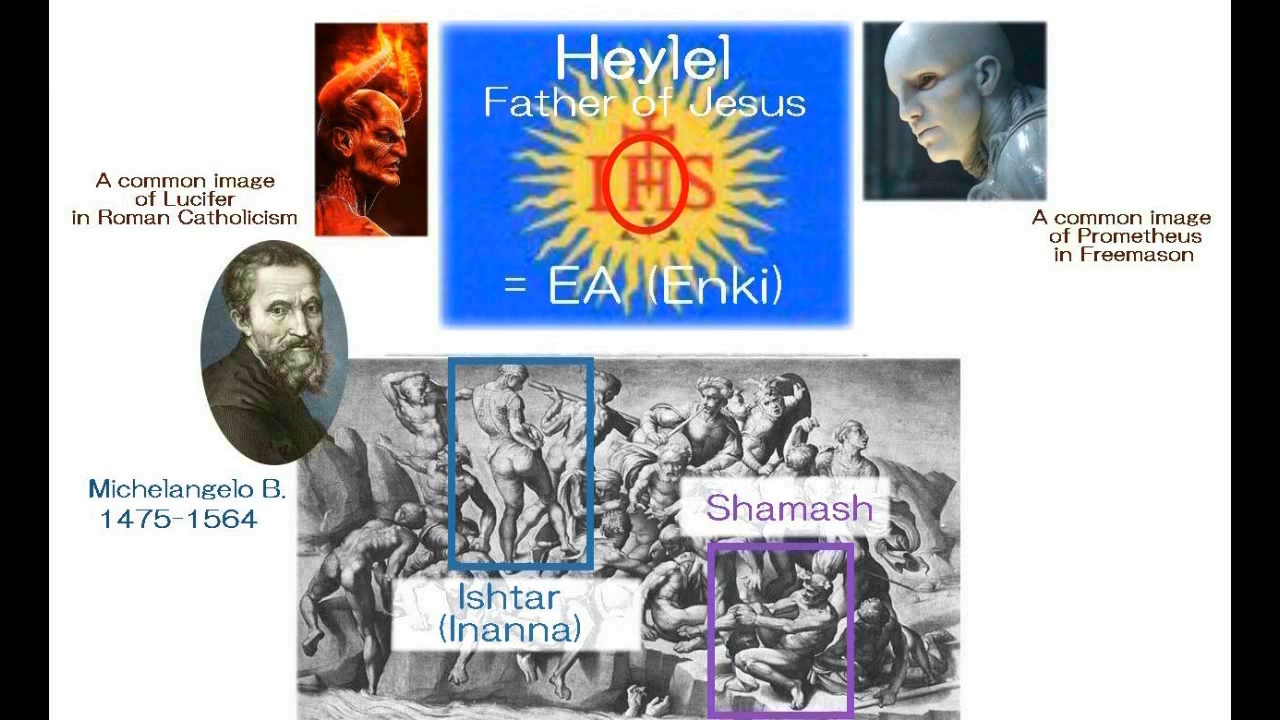 Heylel
Father of Jesus
IHS
= EA (Enki)
A common image
of Lucifer
in Roman Catholicism
A common image
of Prometheus
in Freemason
Michelangelo B.
1475-1564
Shamash
Ishtar
(Inanna)